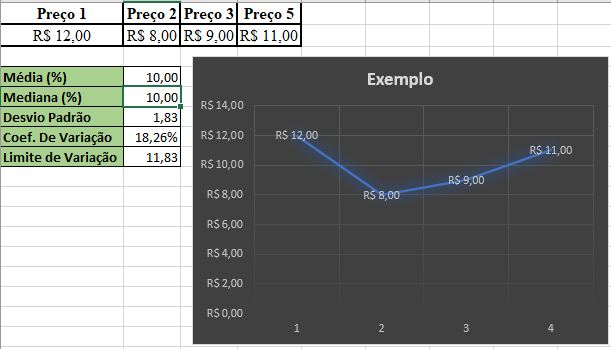 Preço 1 Preço 2 Preço 3 Preço 5
R$ 12,00 R$ 8,00 R$ 9,00 R$ 11,00
Média (%) 10,00
Mediana (%) 10,00
Desvio Padrão 1,83
Coef. De Variação 18,26%
Limite de Variação 11,83
Exemplo
R$ 14,00
R$ 12,00
R$ 10,00
R$ 8,00
R$ 6,00
R$ 4,00
R$ 2,00
R$ 0,00
R$ 12,00
R$ 8,00
R$ 9,00
R$ 11,00
1 2 3 4